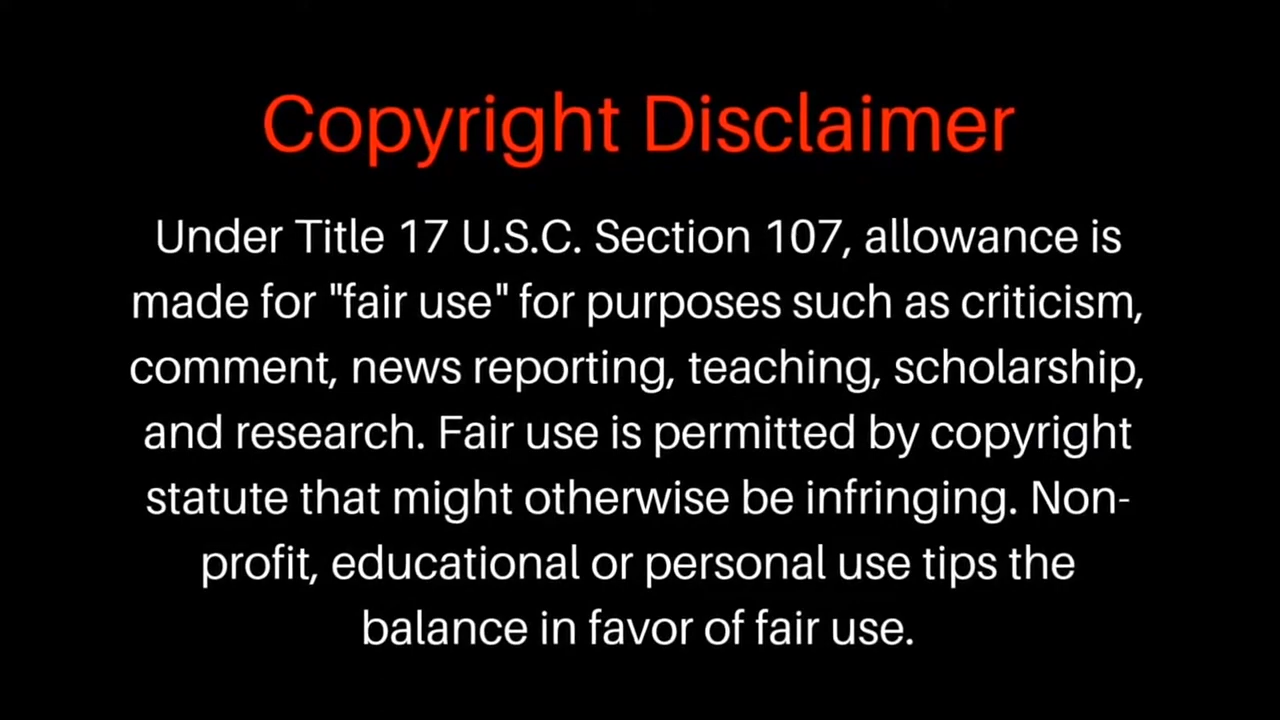 Copyright Disclaimer
Under Title 17 U.S.C. Section 107, allowance is
made for "fair use" for purposes such as criticism,
comment, news reporting, teaching, scholarship,
and research. Fair use is permitted by copyright
statute that might otherwise be infringing. Non-
profit, educational or personal use tips the
balance in favor of fair use.